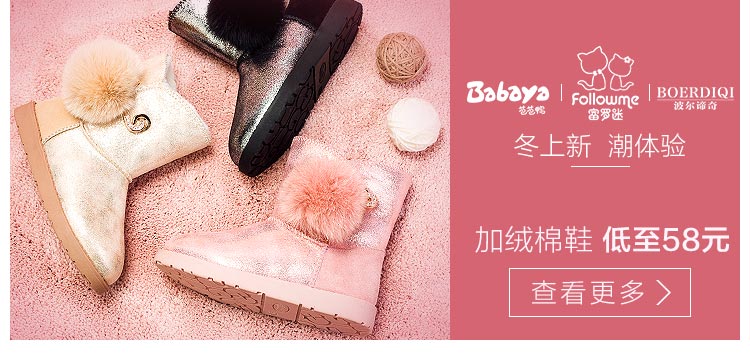 Babaya
芭芭鸭
Followme
富罗迷
BOERDIQI
波尔谛奇
冬上新 潮体验
加绒棉鞋 低至58元
查看更多 >